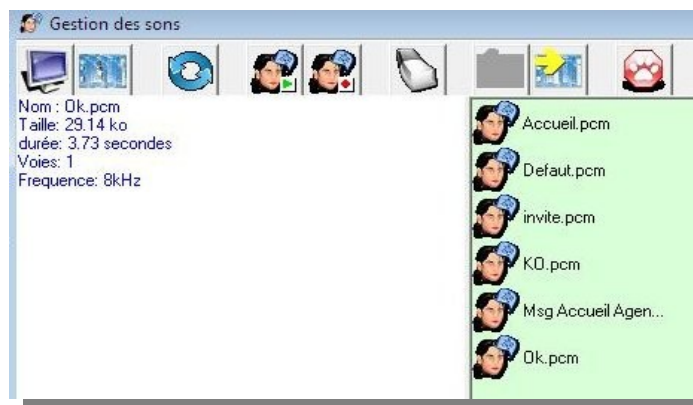 Gestion des sons
Nom : Ok.pcm
Taille: 29.14 ko
durée: 3.73 secondes
Voies: 1
Frequence: 8kHz
Accueil.pcm
Defaut.pcm
invite.pcm
KO.pcm
Msg Accueil Agen...
Ok.pcm